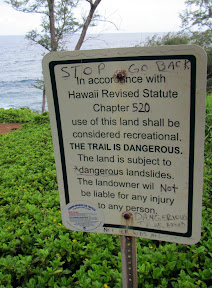 STOP GO BACK
In accordance with
Hawaii Revised Statute
Chapter 520
use of this land shall be
considered recreational.
THE TRAIL IS DANGEROUS.
The land is subject to
dangerous landslides.
The landowner will Not
be liable for any injury
to any person.
DANGEROUS